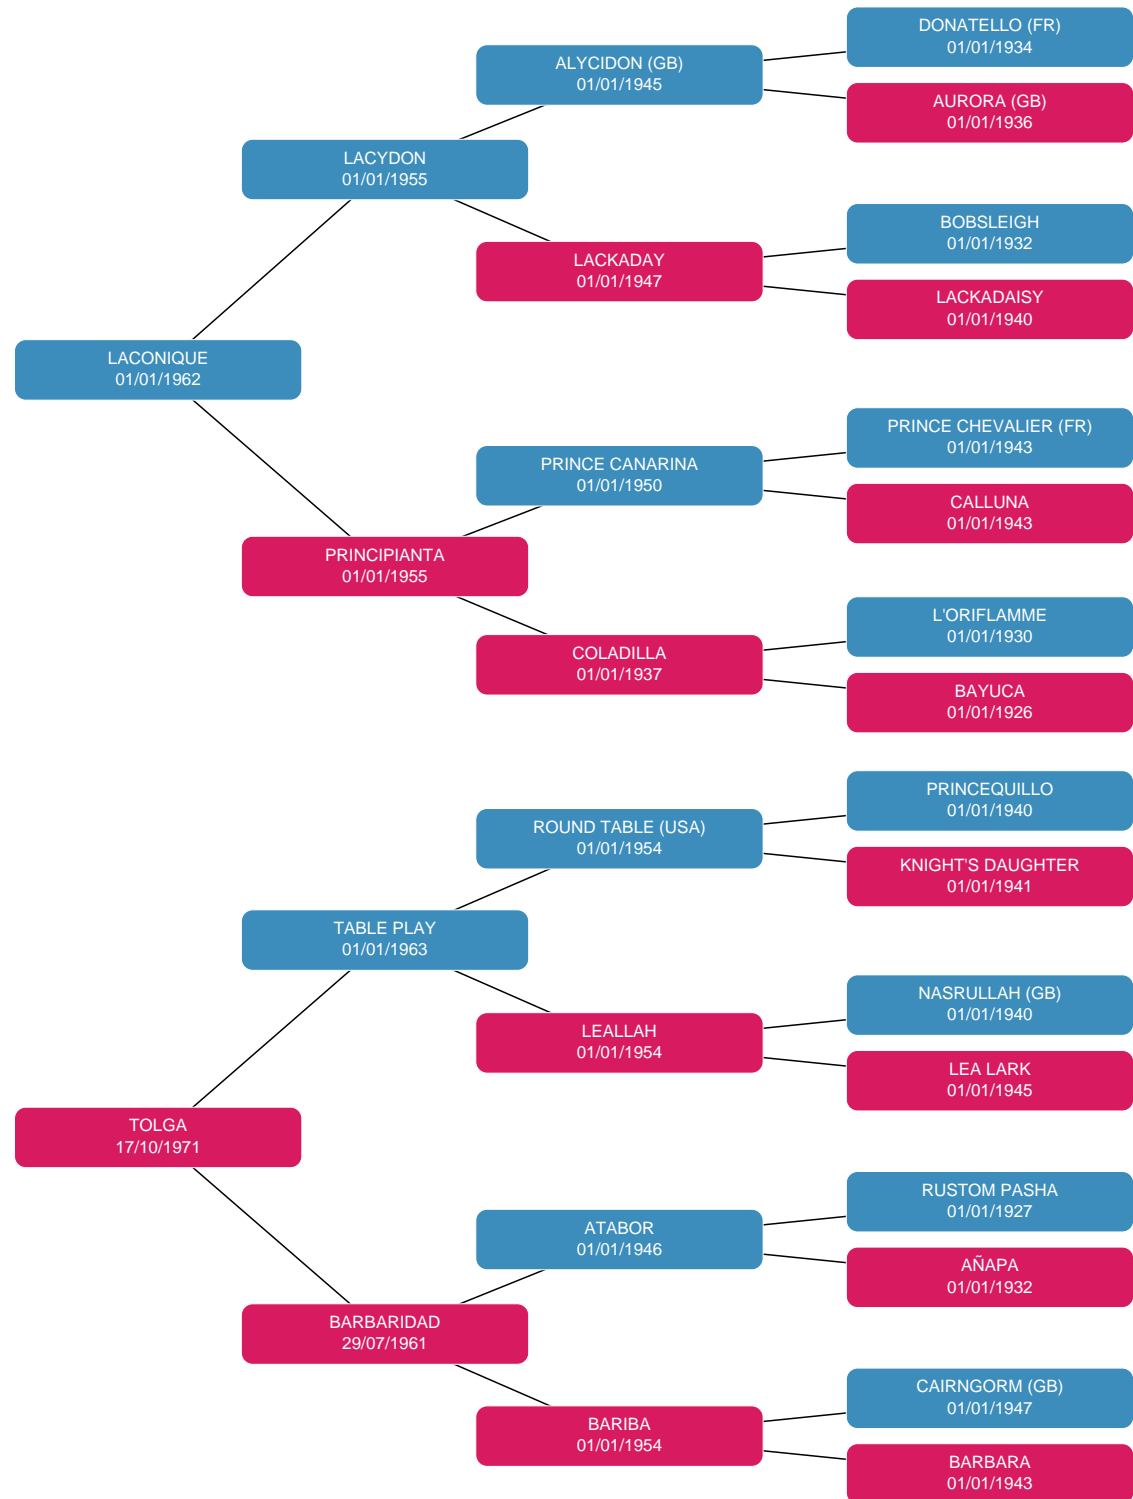 DONATELLO (FR)
01/01/1934
ALYCIDON (GB)
01/01/1945
AURORA (GB)
01/01/1936
LACYDON
01/01/1955
BOBSLEIGH
01/01/1932
LACKADAY
01/01/1947
LACKADAISY
01/01/1940
LACONIQUE
01/01/1962
PRINCE CHEVALIER (FR)
01/01/1943
PRINCE CANARINA
01/01/1950
CALLUNA
01/01/1943
PRINCIPIANTA
01/01/1955
L'ORIFLAMME
01/01/1930
COLADILLA
01/01/1937
BAYUCA
01/01/1926
PRINCEQUILLO
01/01/1940
ROUND TABLE (USA)
01/01/1954
KNIGHT'S DAUGHTER
01/01/1941
TABLE PLAY
01/01/1963
NASRULLAH (GB)
01/01/1940
LEALLAH
01/01/1954
LEA LARK
01/01/1945
TOLGA
17/10/1971
RUSTOM PASHA
01/01/1927
ATABOR
01/01/1946
AÑAPA
01/01/1932
BARBARIDAD
29/07/1961
CAIRNGORM (GB)
01/01/1947
BARIBA
01/01/1954
BARBARA
01/01/1943